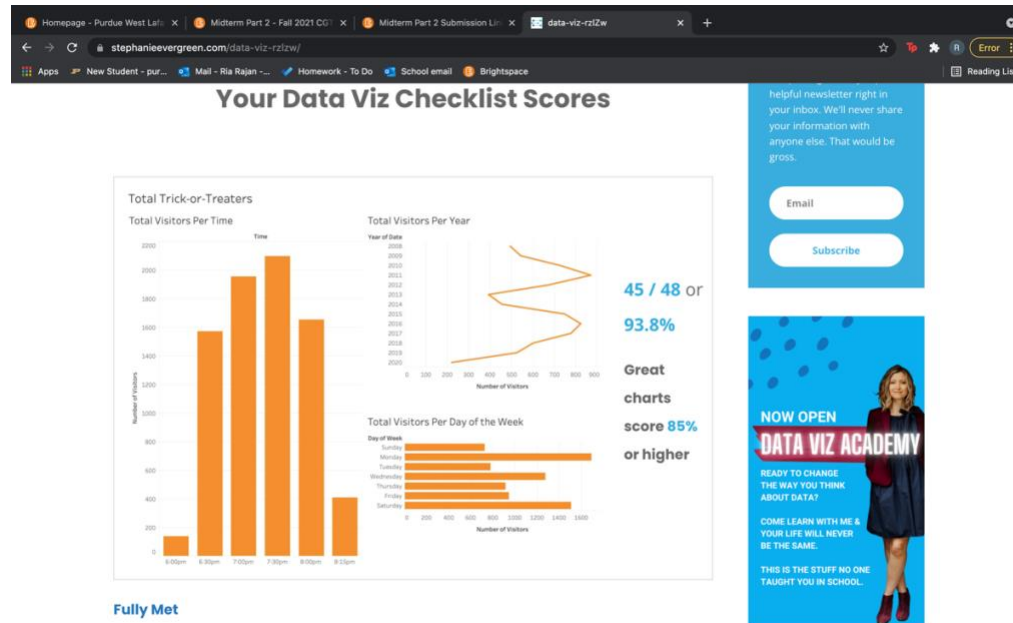 Homepage - Purdue West Lafa
Midterm Part 2 - Fall 2021 CGT
Midterm Part 2 Submission Lin
data-viz-rzlZw
stephanieevergreen.com/data-viz-rzlzw/
Tp
R
Error
Apps
New Student - pur...
Mail - Ria Rajan -...
Homework - To Do
School email
Brightspace
Reading Lis
Your Data Viz Checklist Scores
Total Trick-or-Treaters
Total Visitors Per Time
Time
Number of Visitors
2200
2000
1800
1600
1400
1200
1000
800
600
400
200
0
6:00pm 6:30pm 7:00pm 7:30pm 8:00pm 8:15pm
Total Visitors Per Year
Year of Date
2008
2009
2010
2011
2012
2013
2014
2015
2016
2017
2018
2019
2020
0 100 200 300 400 500 600 700 800 900
Number of Visitors
Total Visitors Per Day of the Week
Day of Week
Sunday
Monday
Tuesday
Wednesday
Thursday
Friday
Saturday
0 200 400 600 800 1000 1200 1400 1600
Number of Visitors
45 / 48 or
93.8%
Great
charts
score 85%
or higher
Fully Met
helpful newsletter right in
your inbox. We'll never share
your information with
anyone else. That would be
gross.
Email
Subscribe
NOW OPEN
DATA VIZ ACADEMY
READY TO CHANGE
THE WAY YOU THINK
ABOUT DATA?
COME LEARN WITH ME &
YOUR LIFE WILL NEVER
BE THE SAME.
THIS IS THE STUFF NO ONE
TAUGHT YOU IN SCHOOL.